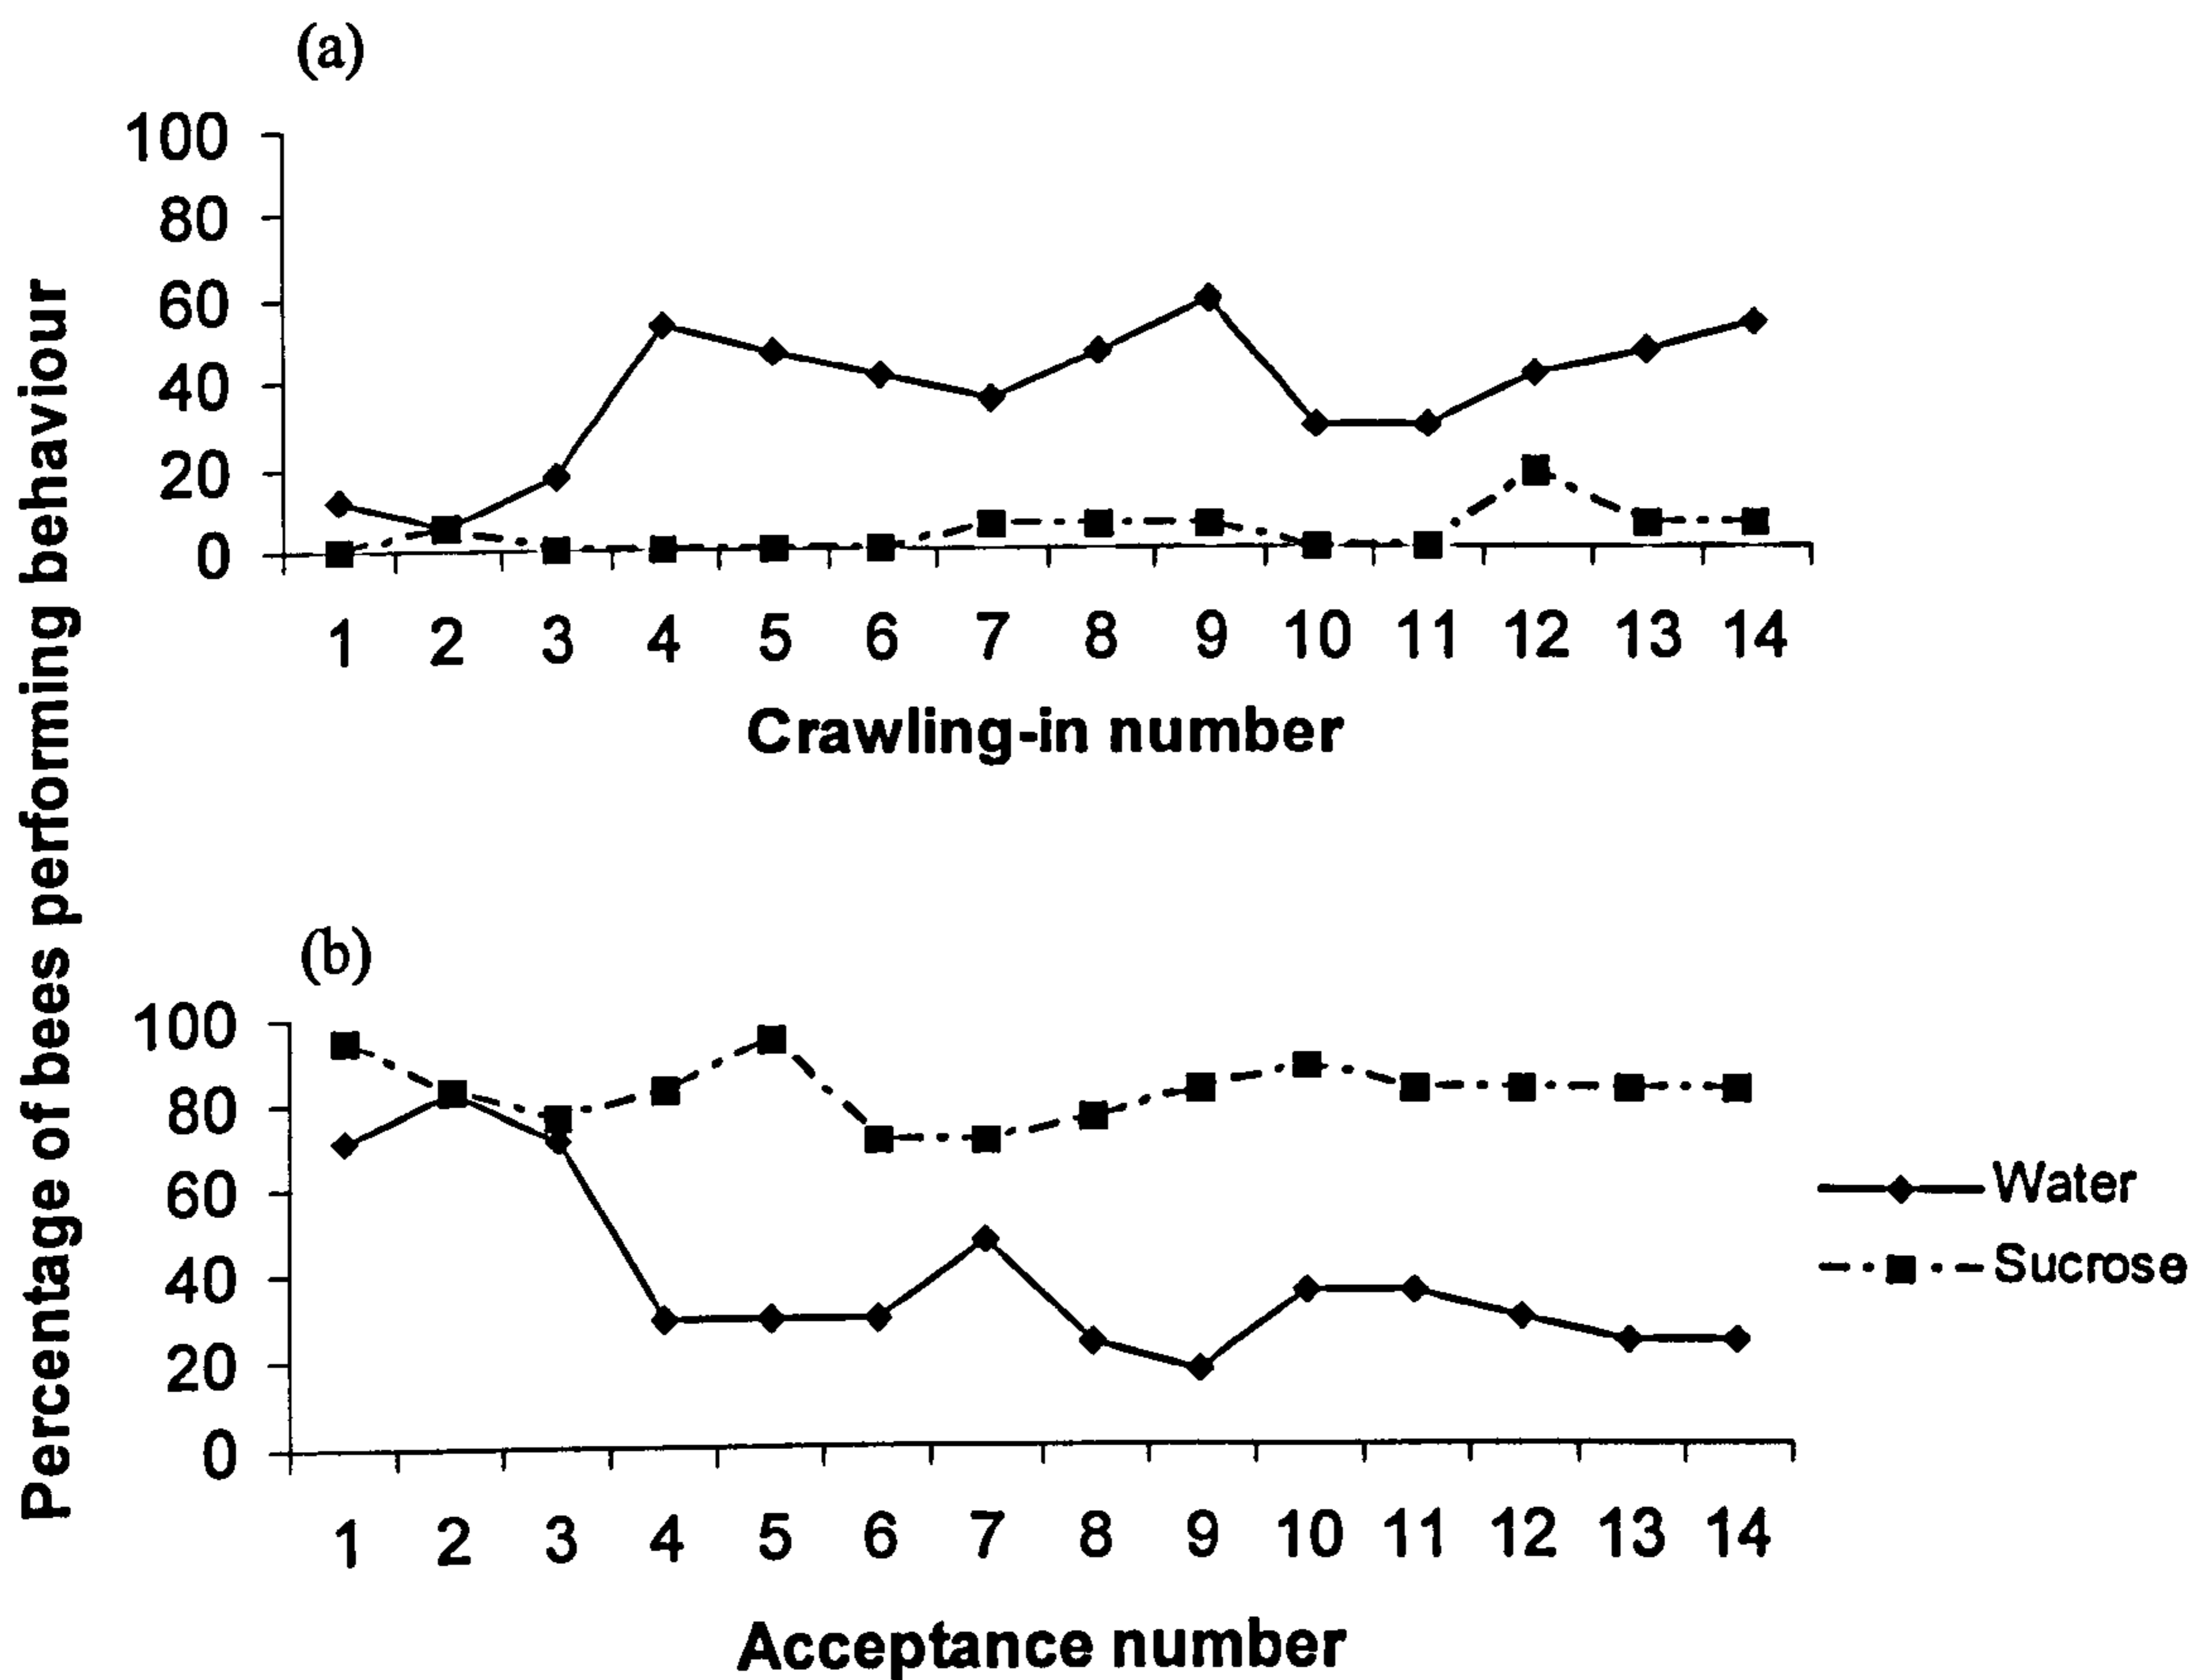 (a)
Percentage of bees performing behaviour
100
80
60
40
20
0
1 2 3 4 5 6 7 8 9 10 11 12 13 14
Crawling-in number
(b)
100
80
60
40
20
0
1 2 3 4 5 6 7 8 9 10 11 12 13 14
Acceptance number
Water
Sucrose